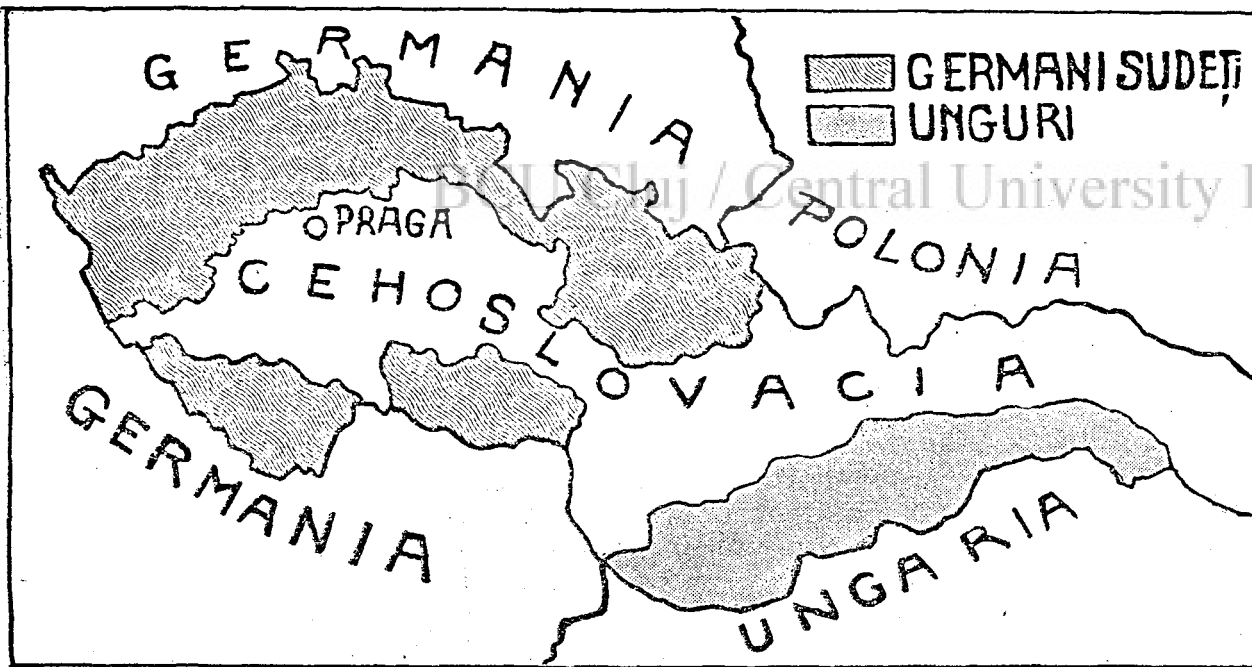 GERMANIA
GERMANI SUDEȚI
UNGURI
BCU Cluj / Central University
POLONIA
PRAGA
CEHOSLOVACIA
GERMANIA
UNGARIA